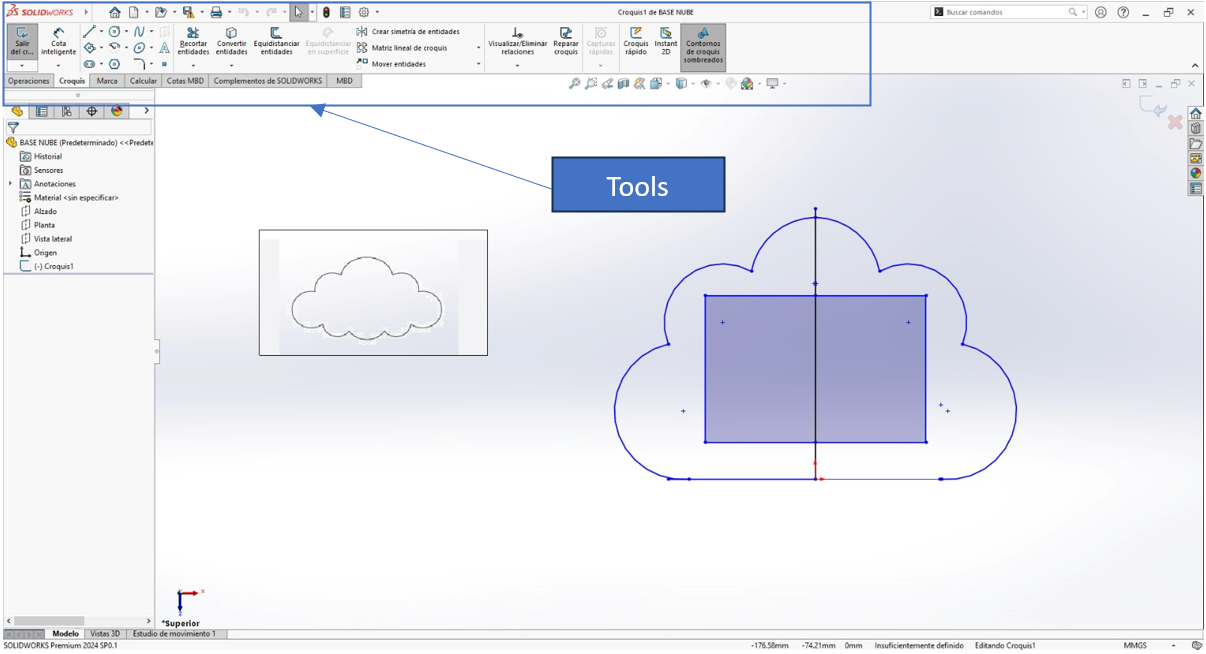 SOLIDWORKS
Croquis1 de BASE NUBE
Buscar comandos
Salir del cr...
Cota inteligente
Recortar entidades
Convertir entidades
Equidistanciar entidades
Equidistanciar en superficie
Crear simetría de entidades
Matriz lineal de croquis
Mover entidades
Visualizar/Eliminar relaciones
Reparar croquis
Capturas rápidas
Croquis rápido
Instant 2D
Contornos de croquis sombreados
Operaciones Croquis Marca Calcular Cotas MBD Complementos de SOLIDWORKS MBD
Tools
BASE NUBE (Predeterminado) <<Predete
Historial
Sensores
Anotaciones
Material <sin especificar>
Alzado
Planta
Vista lateral
Origen
(-) Croquis1
X
Z
*Superior
Modelo Vistas 3D Estudio de movimiento 1
SOLIDWORKS Premium 2024 SP0.1 -176.58mm -74.21mm 0mm Insuficientemente definido Editando Croquis1 MMGS